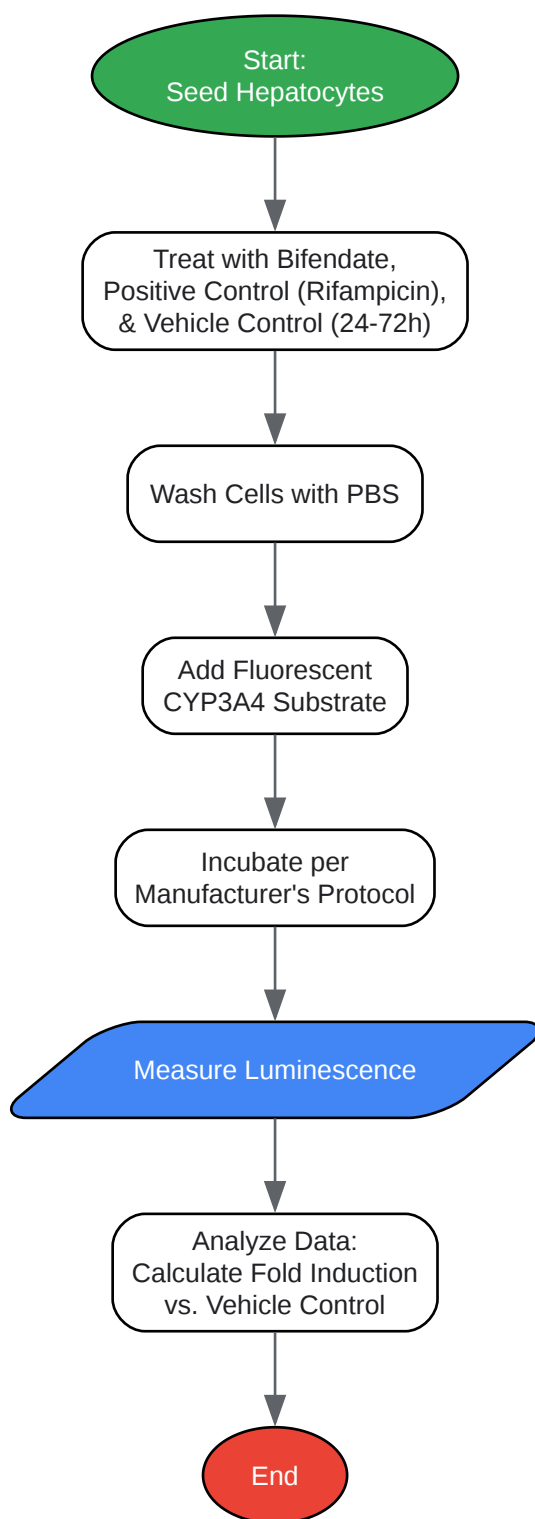 Start:
Seed Hepatocytes
Treat with Bifendate,
Positive Control (Rifampicin),
& Vehicle Control (24-72h)
Wash Cells with PBS
Add Fluorescent
CYP3A4 Substrate
Incubate per
Manufacturer's Protocol
Measure Luminescence
Analyze Data:
Calculate Fold Induction
vs. Vehicle Control
End